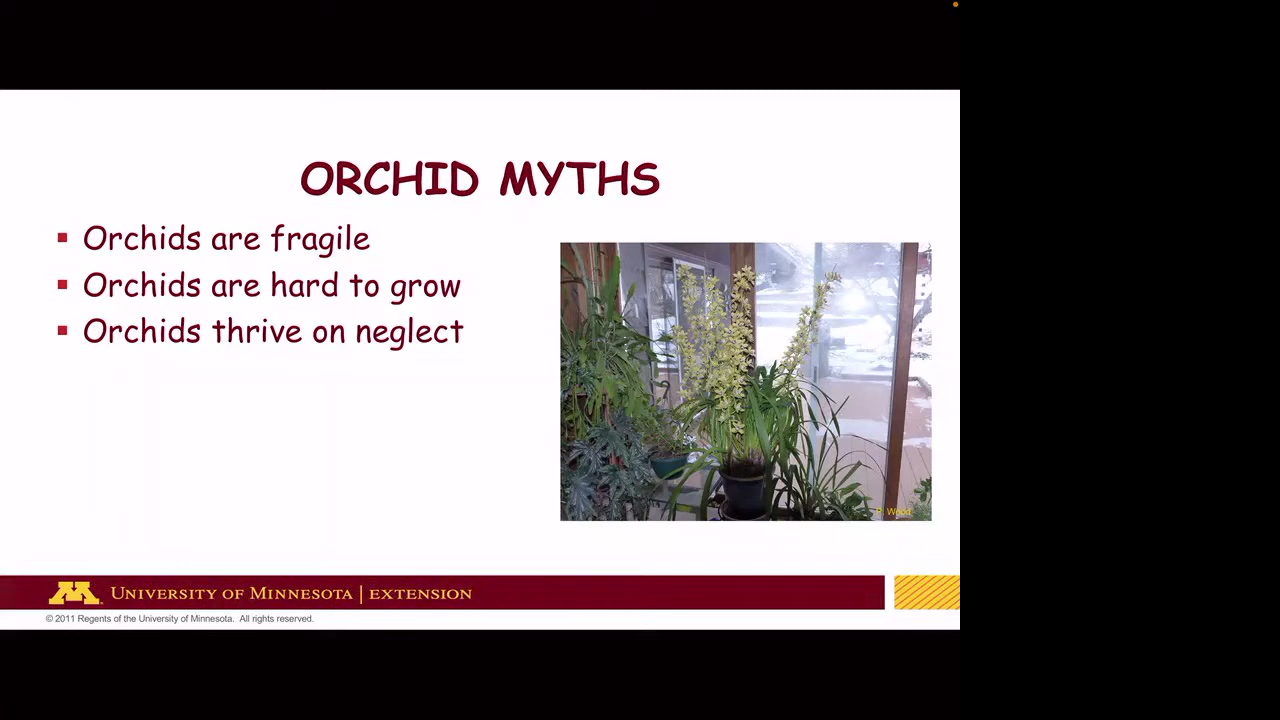 ORCHID MYTHS
Orchids are fragile
Orchids are hard to grow
Orchids thrive on neglect
Wood
UNIVERSITY OF MINNESOTA | EXTENSION
© 2011 Regents of the University of Minnesota. All rights reserved.